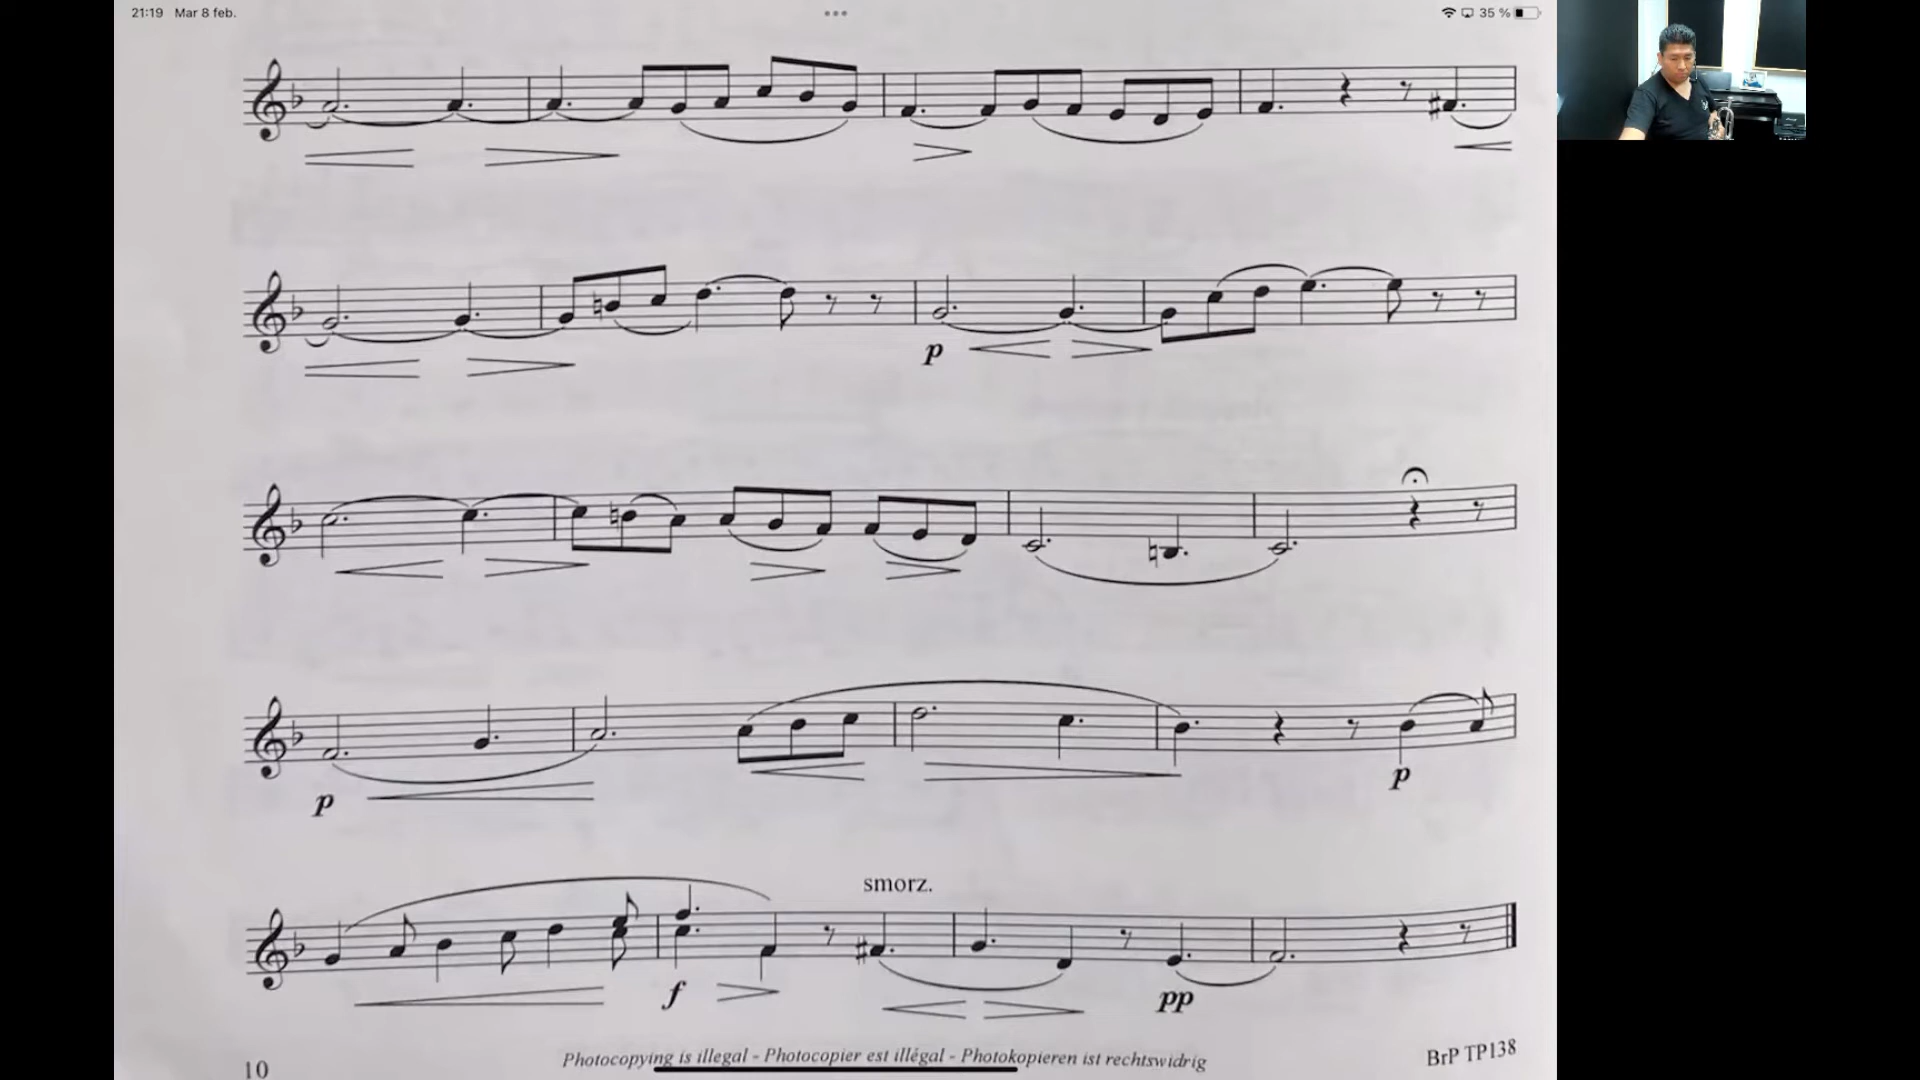 21:19 Mar 8 feb.
35 %
p
p
p
smorz.
f
pp
10
Photocopying is illegal - Photocopier est illégal - Photokopieren ist rechtswidrig
BrP TP138